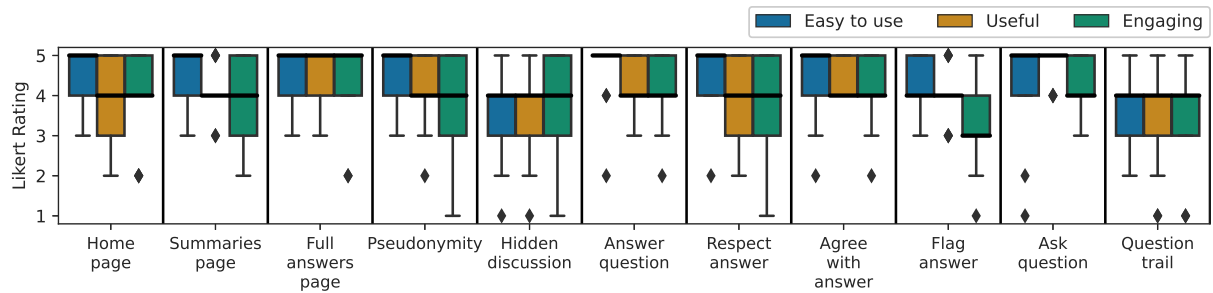 Easy to use Useful Engaging
Likert Rating
5
4
3
2
1
Home
page
Summaries
page
Full
answers
page
Pseudonymity
Hidden
discussion
Answer
question
Respect
answer
Agree
with
answer
Flag
answer
Ask
question
Question
trail